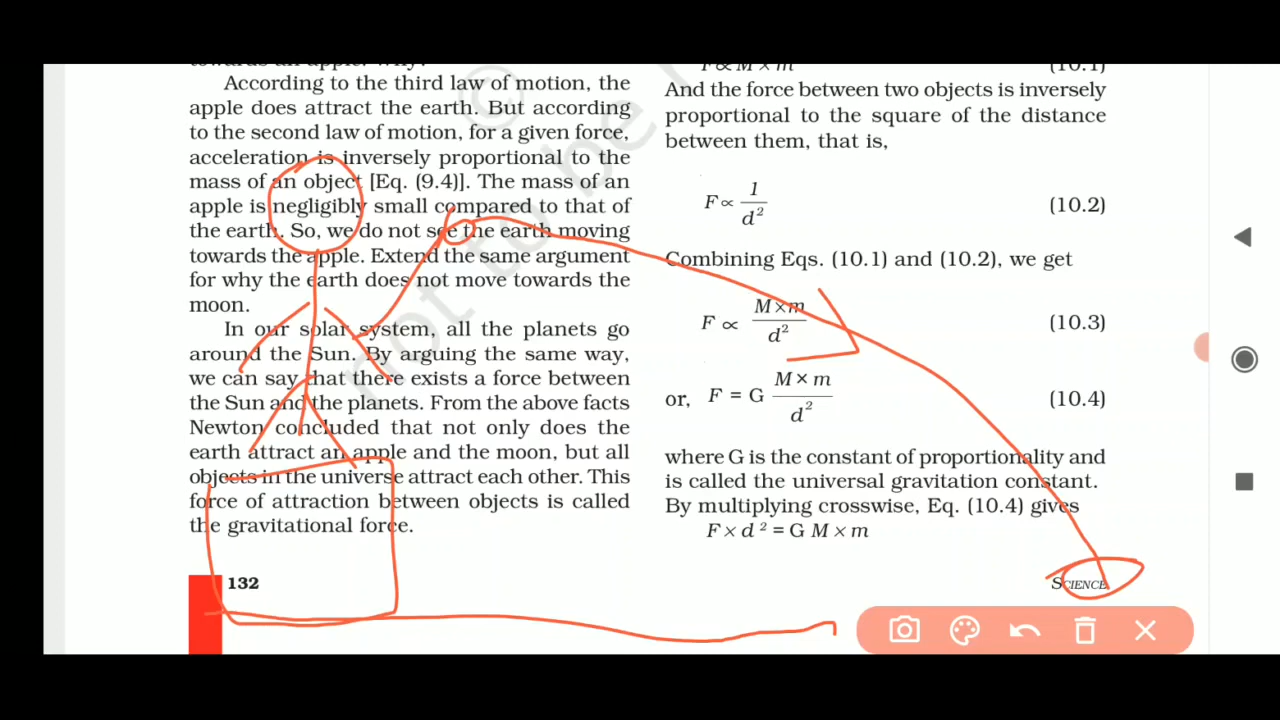 towards an apple. Why?
According to the third law of motion, the
apple does attract the earth. But according
to the second law of motion, for a given force,
acceleration is inversely proportional to the
mass of an object [Eq. (9.4)]. The mass of an
apple is negligibly small compared to that of
the earth. So, we do not see the earth moving
towards the apple. Extend the same argument
for why the earth does not move towards the
moon.
In our solar system, all the planets go
around the Sun. By arguing the same way,
we can say that there exists a force between
the Sun and the planets. From the above facts
Newton concluded that not only does the
earth attract an apple and the moon, but all
objects in the universe attract each other. This
force of attraction between objects is called
the gravitational force.
132
F ∝ M × m (10.1)
And the force between two objects is inversely
proportional to the square of the distance
between them, that is,
F ∝ 1/d² (10.2)
Combining Eqs. (10.1) and (10.2), we get
F ∝ M × m/d² (10.3)
or, F = G M × m/d² (10.4)
where G is the constant of proportionality and
is called the universal gravitation constant.
By multiplying crosswise, Eq. (10.4) gives
F × d ² = G M × m
SCIENCE
© not to be r